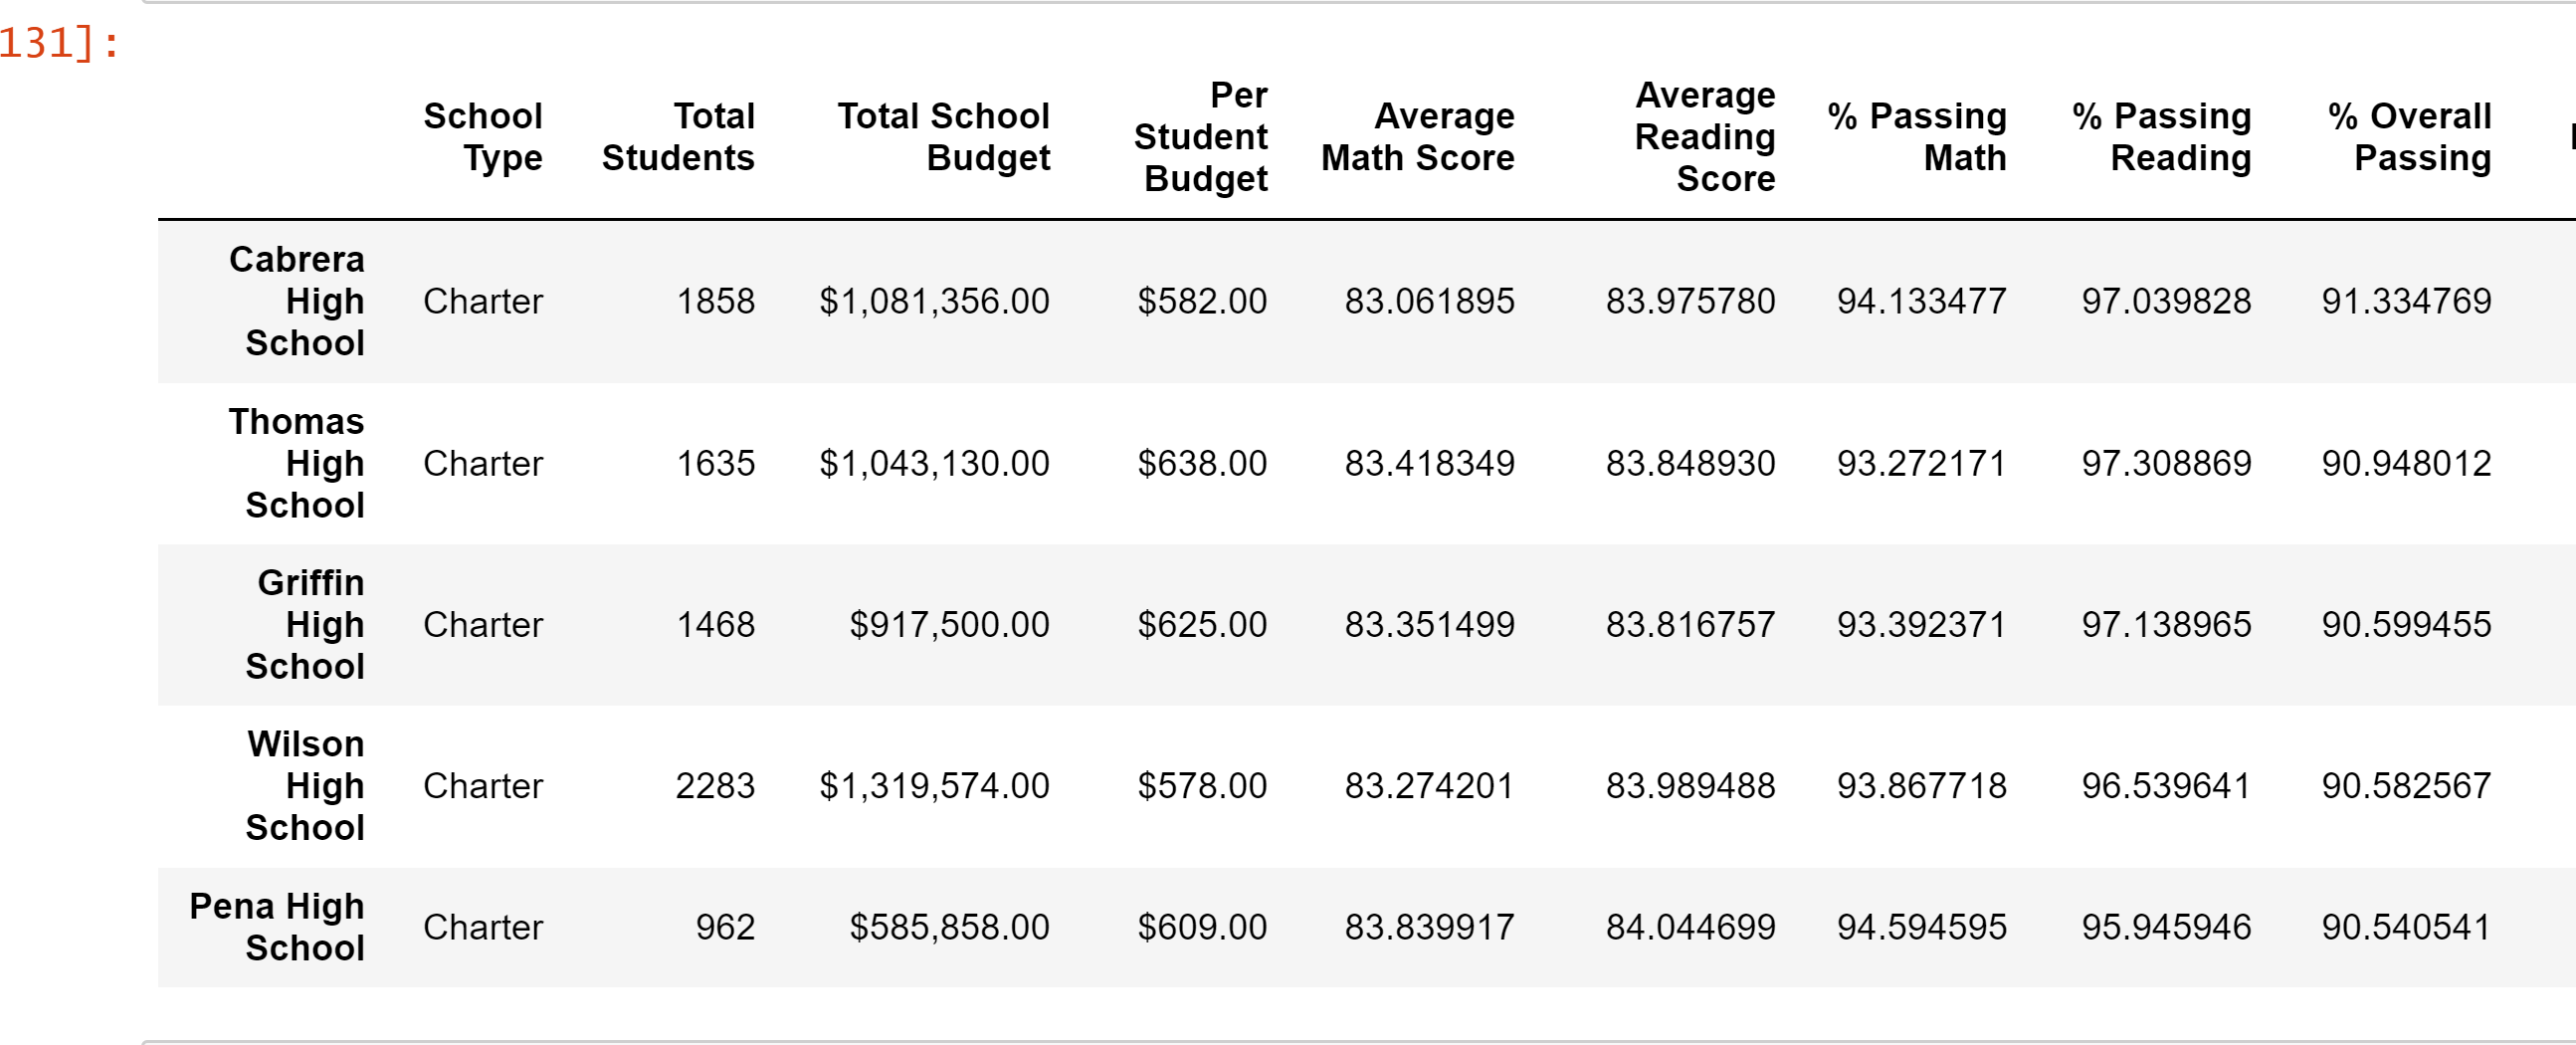 131]:
School Type Total Students Total School Budget Per Student Budget Average Math Score Average Reading Score % Passing Math % Passing Reading % Overall Passing
Cabrera High School Charter 1858 $1,081,356.00 $582.00 83.061895 83.975780 94.133477 97.039828 91.334769
Thomas High School Charter 1635 $1,043,130.00 $638.00 83.418349 83.848930 93.272171 97.308869 90.948012
Griffin High School Charter 1468 $917,500.00 $625.00 83.351499 83.816757 93.392371 97.138965 90.599455
Wilson High School Charter 2283 $1,319,574.00 $578.00 83.274201 83.989488 93.867718 96.539641 90.582567
Pena High School Charter 962 $585,858.00 $609.00 83.839917 84.044699 94.594595 95.945946 90.540541